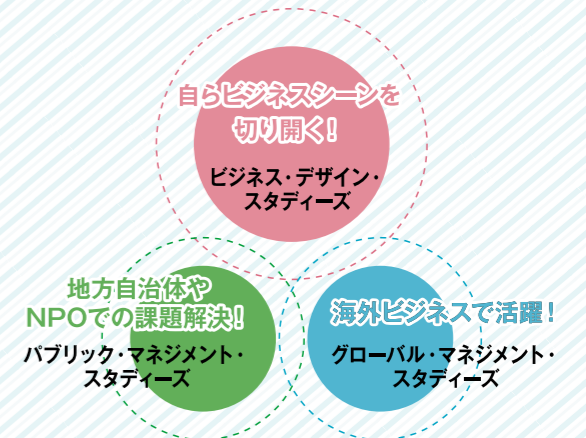 自らビジネスシーンを
切り開く!
ビジネス・デザイン・
スタディーズ
地方自治体や
NPOでの課題解決!
パブリック・マネジメント・
スタディーズ
海外ビジネスで活躍!
グローバル・マネジメント・
スタディーズ